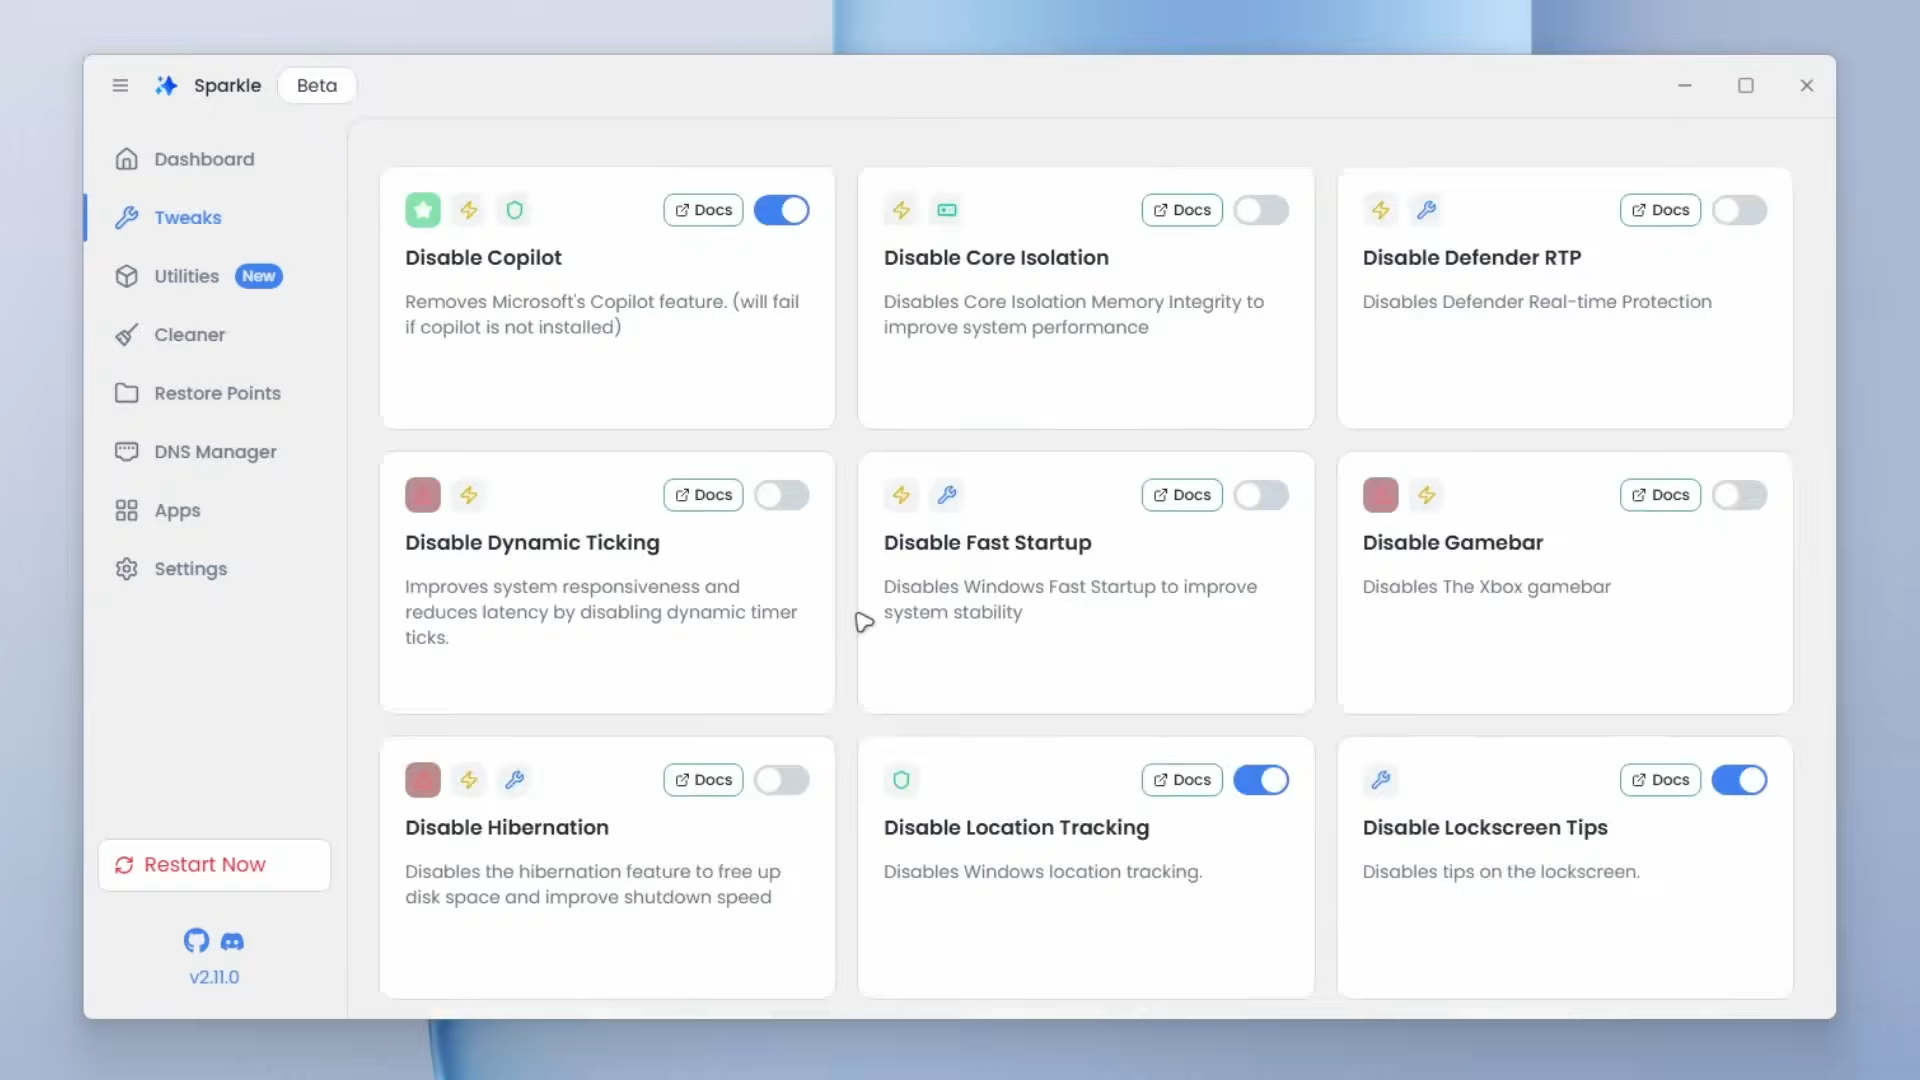 Sparkle
Beta
Dashboard
Tweaks
Utilities
New
Cleaner
Restore Points
DNS Manager
Apps
Settings
Restart Now
v2.11.0
Docs
Disable Copilot
Removes Microsoft's Copilot feature. (will fail
if copilot is not installed)
Docs
Disable Core Isolation
Disables Core Isolation Memory Integrity to
improve system performance
Docs
Disable Defender RTP
Disables Defender Real-time Protection
Docs
Disable Dynamic Ticking
Improves system responsiveness and
reduces latency by disabling dynamic timer
ticks.
Docs
Disable Fast Startup
Disables Windows Fast Startup to improve
system stability
Docs
Disable Gamebar
Disables The Xbox gamebar
Docs
Disable Hibernation
Disables the hibernation feature to free up
disk space and improve shutdown speed
Docs
Disable Location Tracking
Disables Windows location tracking.
Docs
Disable Lockscreen Tips
Disables tips on the lockscreen.